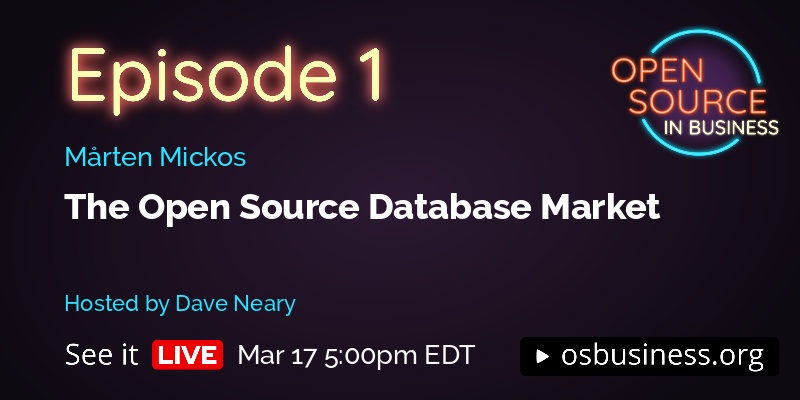 Episode 1
OPEN
SOURCE
IN BUSINESS
Mårten Mickos
The Open Source Database Market
Hosted by Dave Neary
See it LIVE Mar 17 5:00pm EDT
osbusiness.org